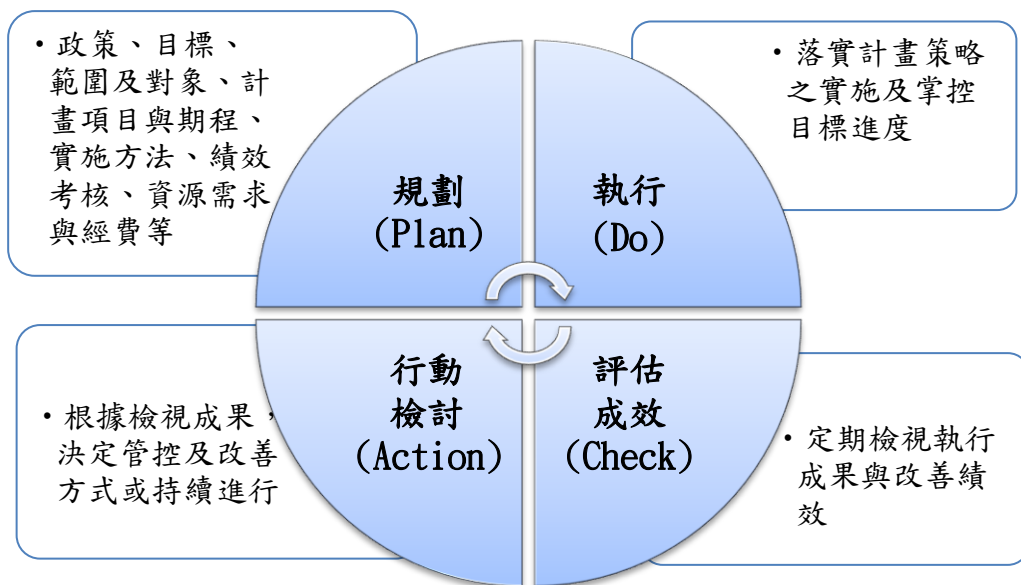 • 政策、目標、
範圍及對象、計
畫項目與期程、
實施方法、績效
考核、資源需求
與經費等
規劃
(Plan)
執行
(Do)
• 落實計畫策略
之實施及掌控
目標進度
• 根據檢視成果，
決定管控及改善
方式或持續進行
行動
檢討
(Action)
評估
成效
(Check)
• 定期檢視執行
成果與改善績
效